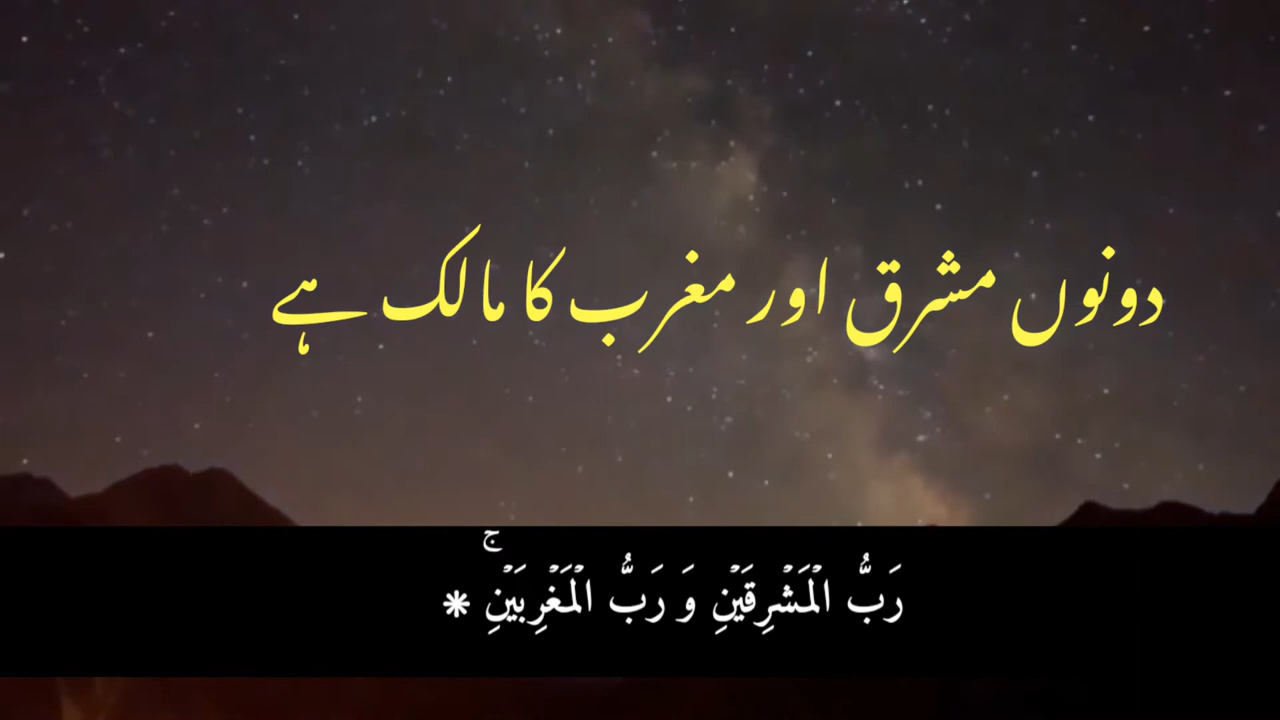 دونوں مشرق اور مغرب کا مالک ہے
رَبُّ الْمَشْرِقَيْنِ وَ رَبُّ الْمَغْرِبَيْنِۚ *